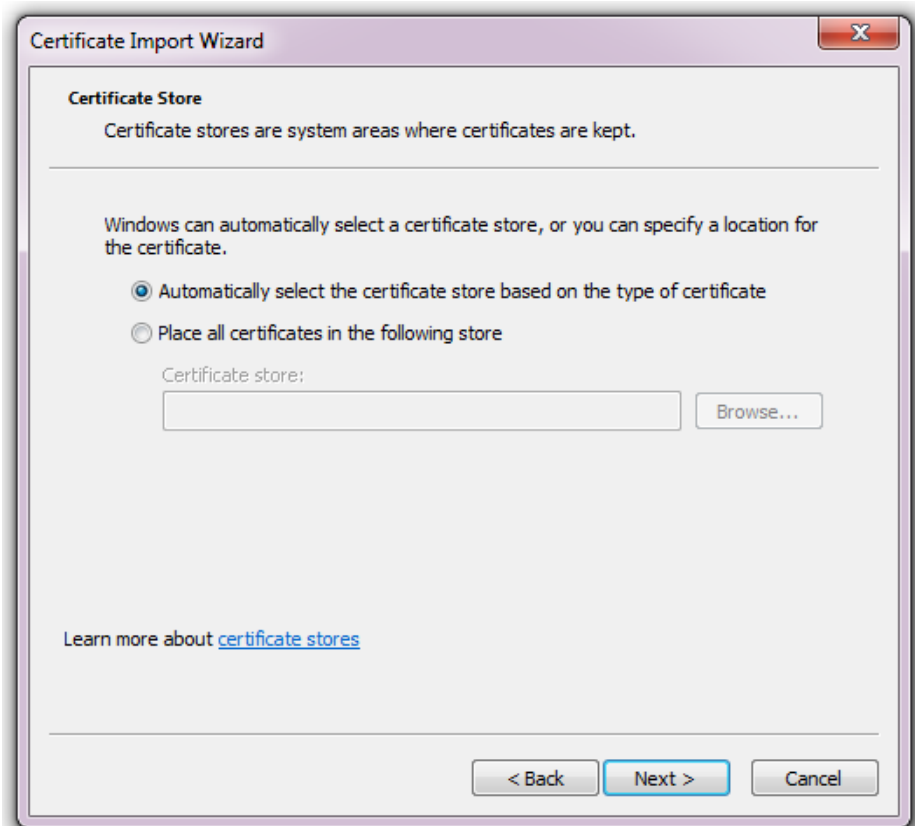 Certificate Import Wizard
Certificate Store
Certificate stores are system areas where certificates are kept.
Windows can automatically select a certificate store, or you can specify a location for
the certificate.
Automatically select the certificate store based on the type of certificate
Place all certificates in the following store
Certificate store:
Browse...
Learn more about certificate stores
< Back
Next >
Cancel